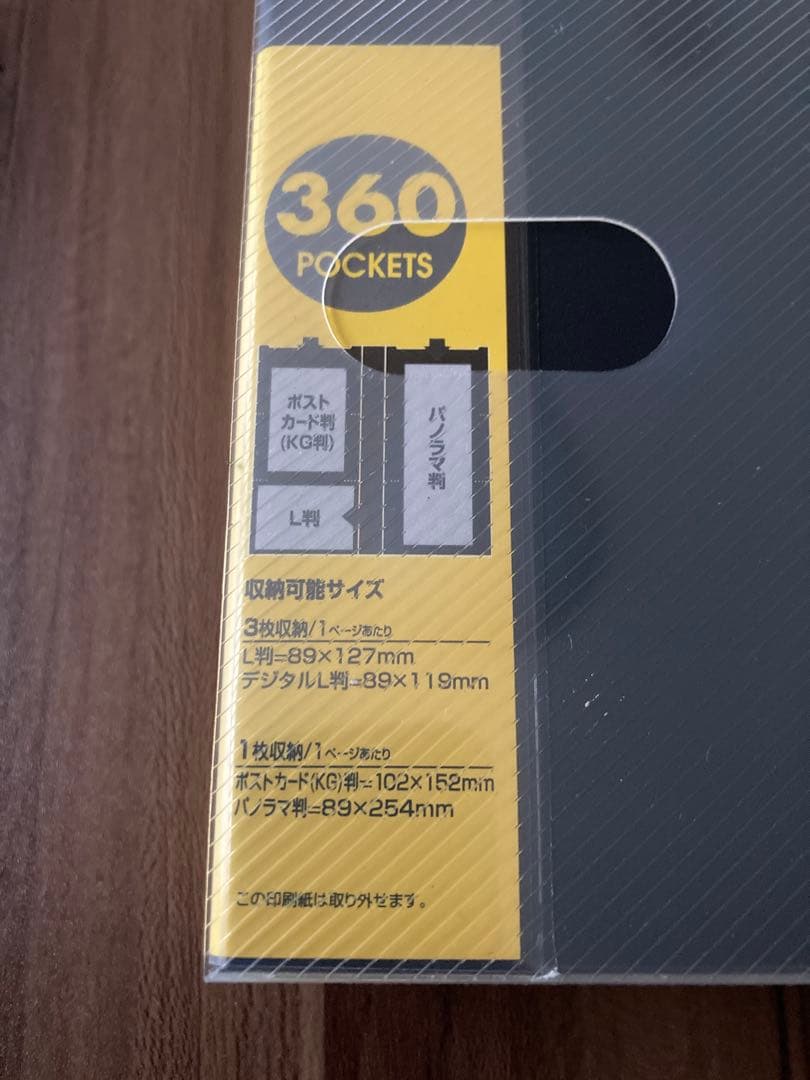 360
POCKETS
ポスト
カード判
(KG判)
パノラマ判
L判
収納可能サイズ
3枚収納/1ページあたり
L判=89×127mm
デジタルL判=89×119mm
1枚収納/1ページあたり
ポストカード(KG)判=102×152mm
パノラマ判=89×254mm
この印刷紙は取り外せます。